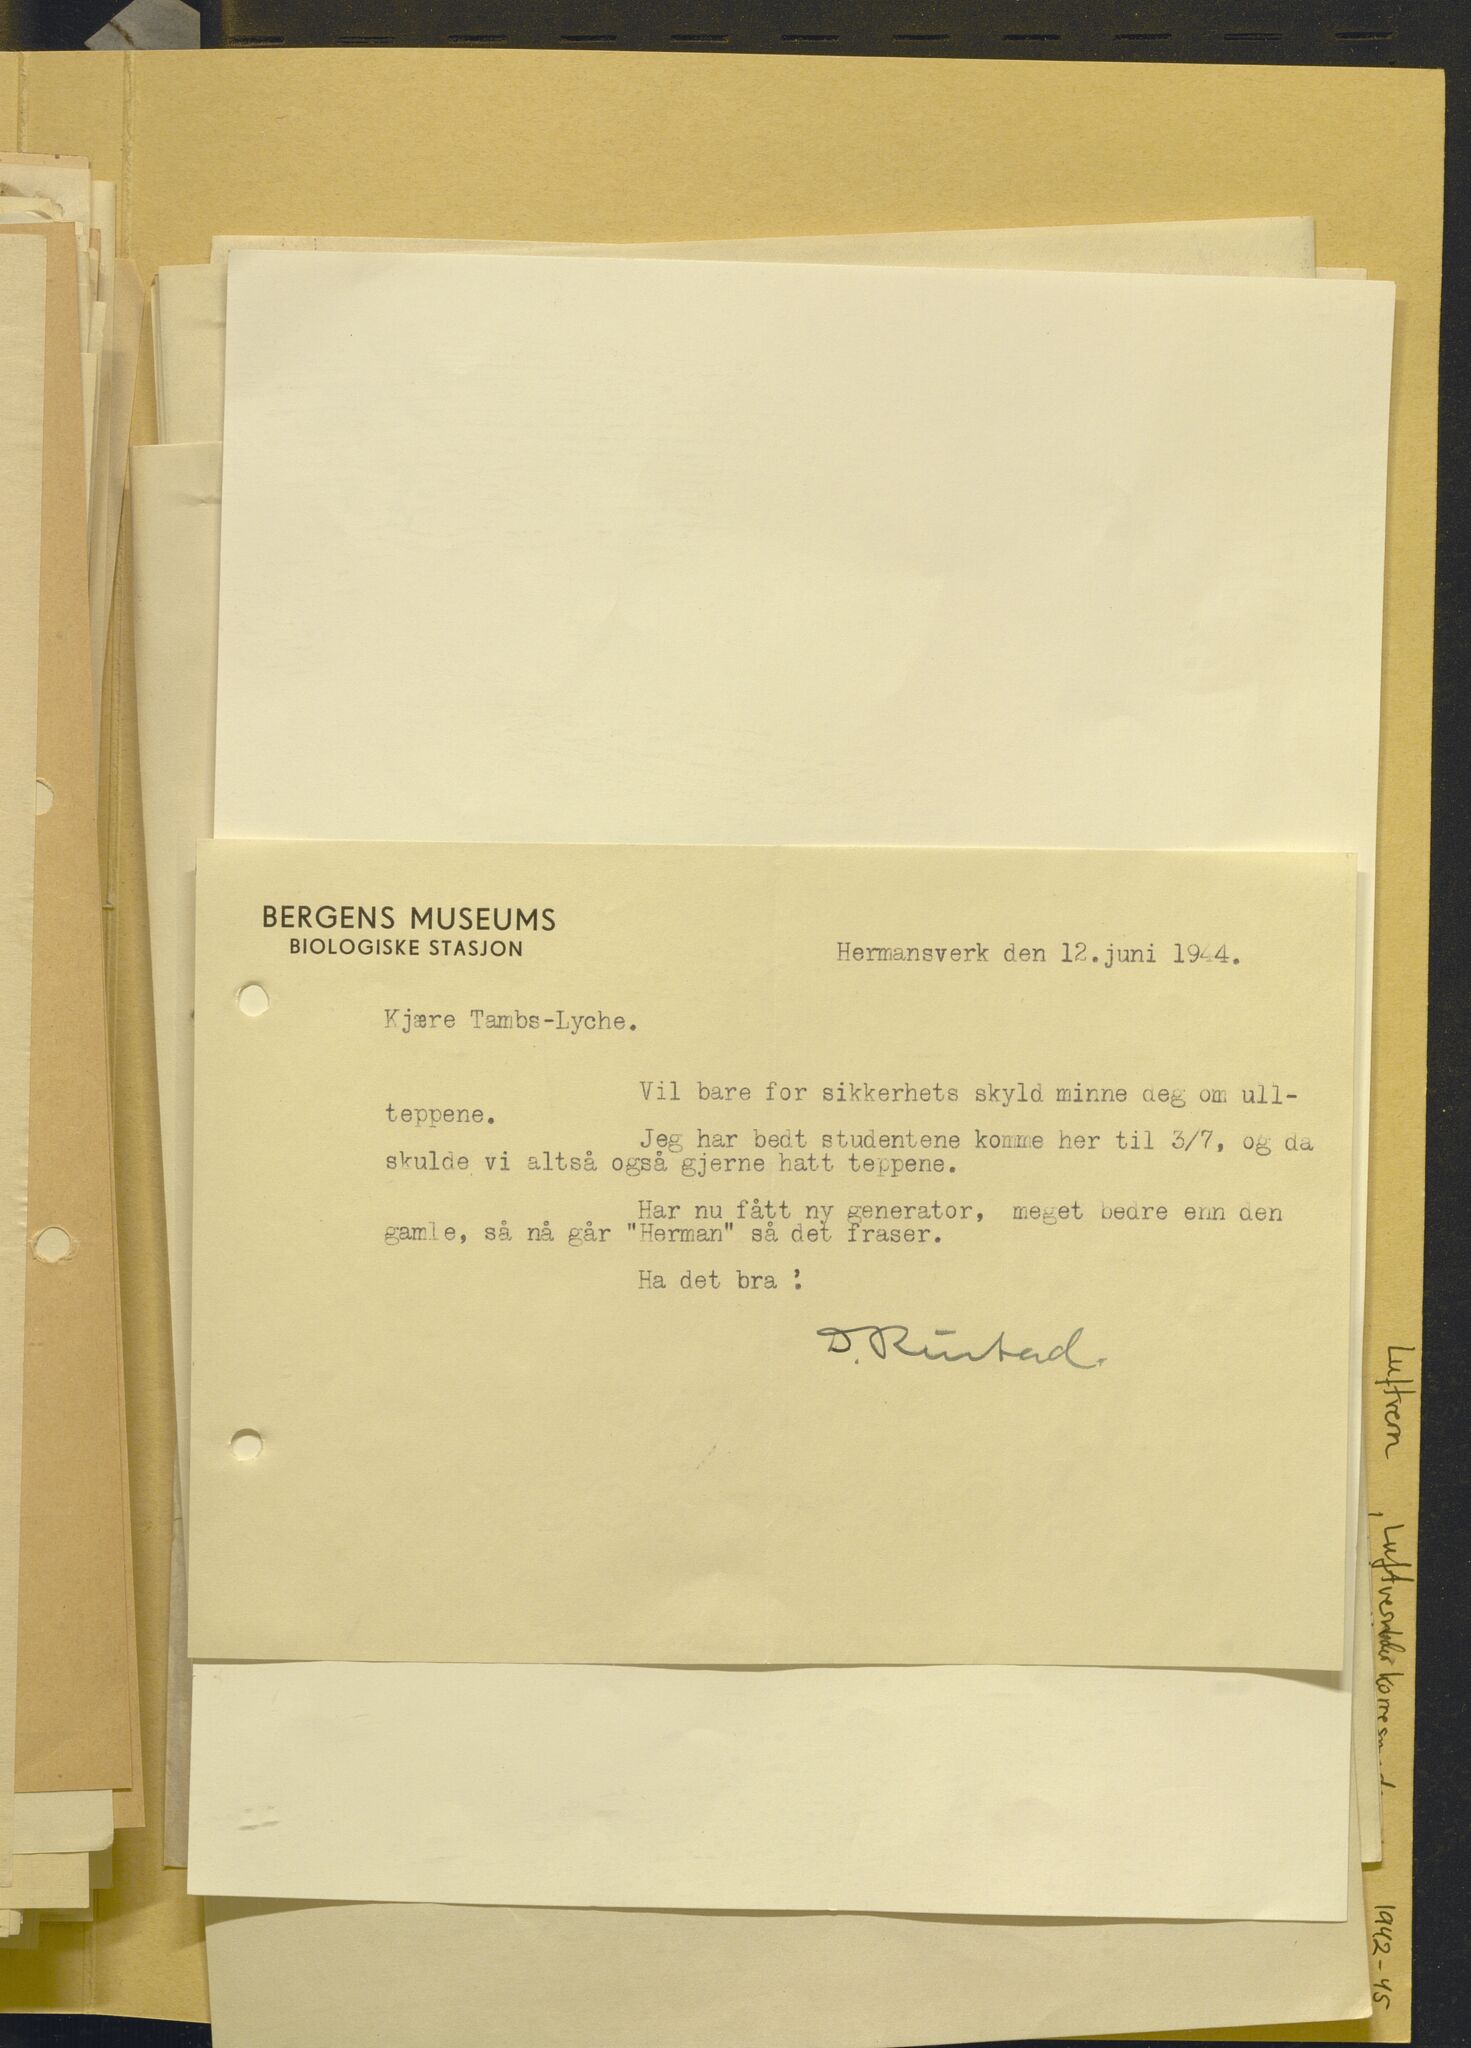 BERGENS MUSEUMS
BIOLOGISKE STASJON
Hermansverk den 12.juni 1944.
Kjære Tambs-Lyche.
Vil bare for sikkerhets skyld minne deg om ull-
teppene.
Jeg har bedt studentene komme her til 3/7, og da
skulde vi altså også gjerne hatt teppene.
Har nu fått ny generator, meget bedre enn den
gamle, så nå går "Herman" så det fraser.
Ha det bra !
D. Rustad.
Luftvern, 1942-45